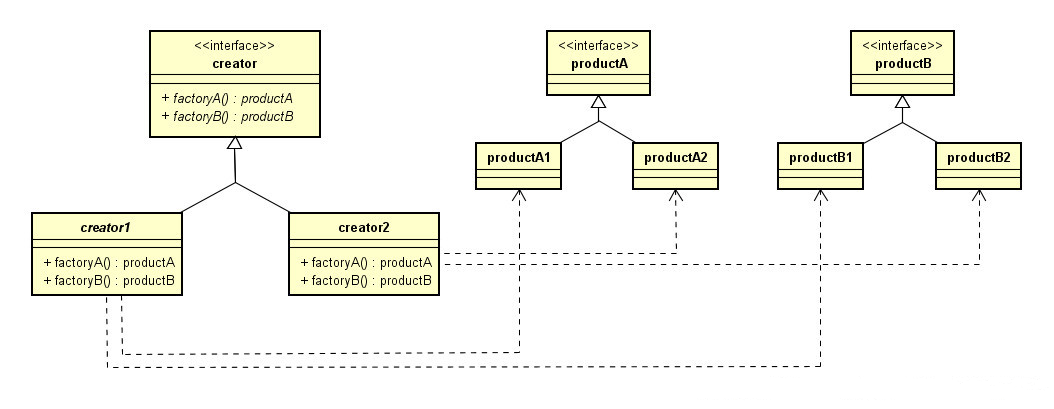 <<interface>>
creator
+ factoryA() : productA
+ factoryB() : productB
<<interface>>
productA
<<interface>>
productB
productA1
productA2
productB1
productB2
creator1
+ factoryA() : productA
+ factoryB() : productB
creator2
+ factoryA() : productA
+ factoryB() : productB